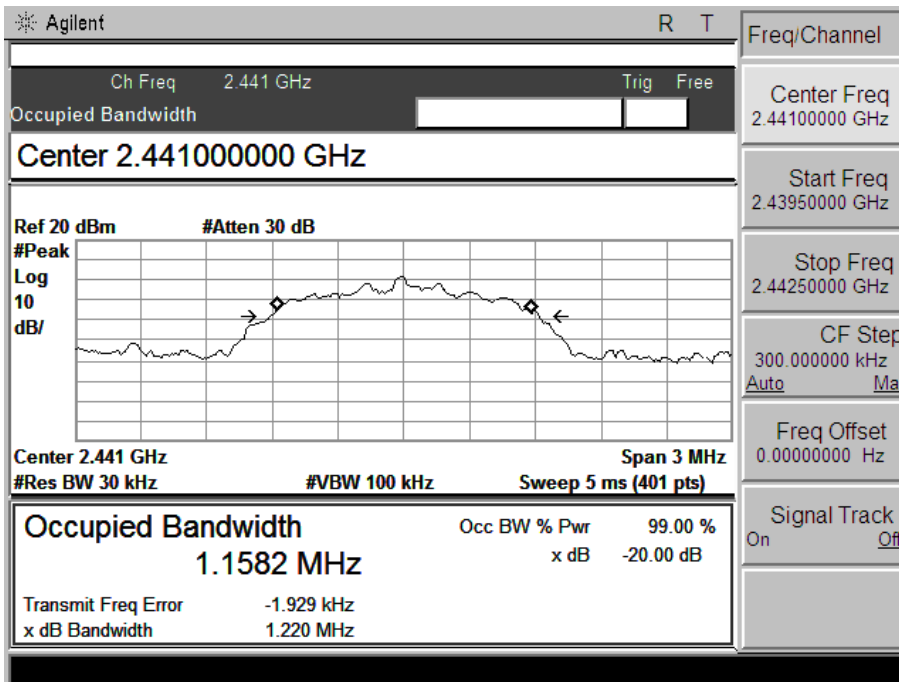 Agilent R T
Ch Freq 2.441 GHz Trig Free
Occupied Bandwidth
Center 2.441000000 GHz
Ref 20 dBm #Atten 30 dB
#Peak
Log
10
dB/
Center 2.441 GHz Span 3 MHz
#Res BW 30 kHz #VBW 100 kHz Sweep 5 ms (401 pts)
Occupied Bandwidth Occ BW % Pwr 99.00 %
1.1582 MHz x dB -20.00 dB
Transmit Freq Error -1.929 kHz
x dB Bandwidth 1.220 MHz
Freq/Channel
Center Freq
2.44100000 GHz
Start Freq
2.43950000 GHz
Stop Freq
2.44250000 GHz
CF Step
300.000000 kHz
Auto Ma
Freq Offset
0.00000000 Hz
Signal Track
On Off